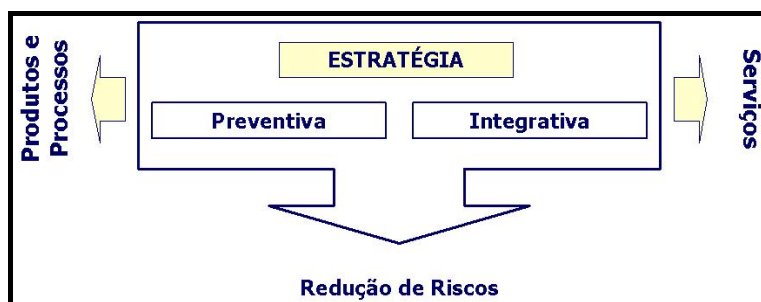 Produtos e
Processos
ESTRATÉGIA
Preventiva
Integrativa
Serviços
Redução de Riscos